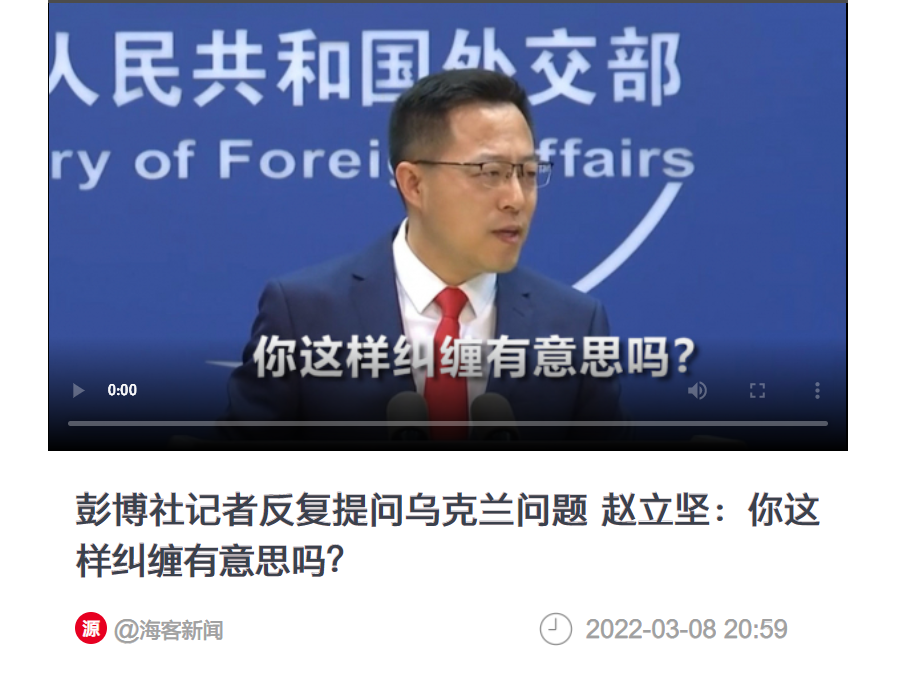 人民共和国外交部
ry of Foreig ffairs
你这样纠缠有意思吗？
0:00
彭博社记者反复提问乌克兰问题 赵立坚：你这
样纠缠有意思吗？
源 @海客新闻
2022-03-08 20:59